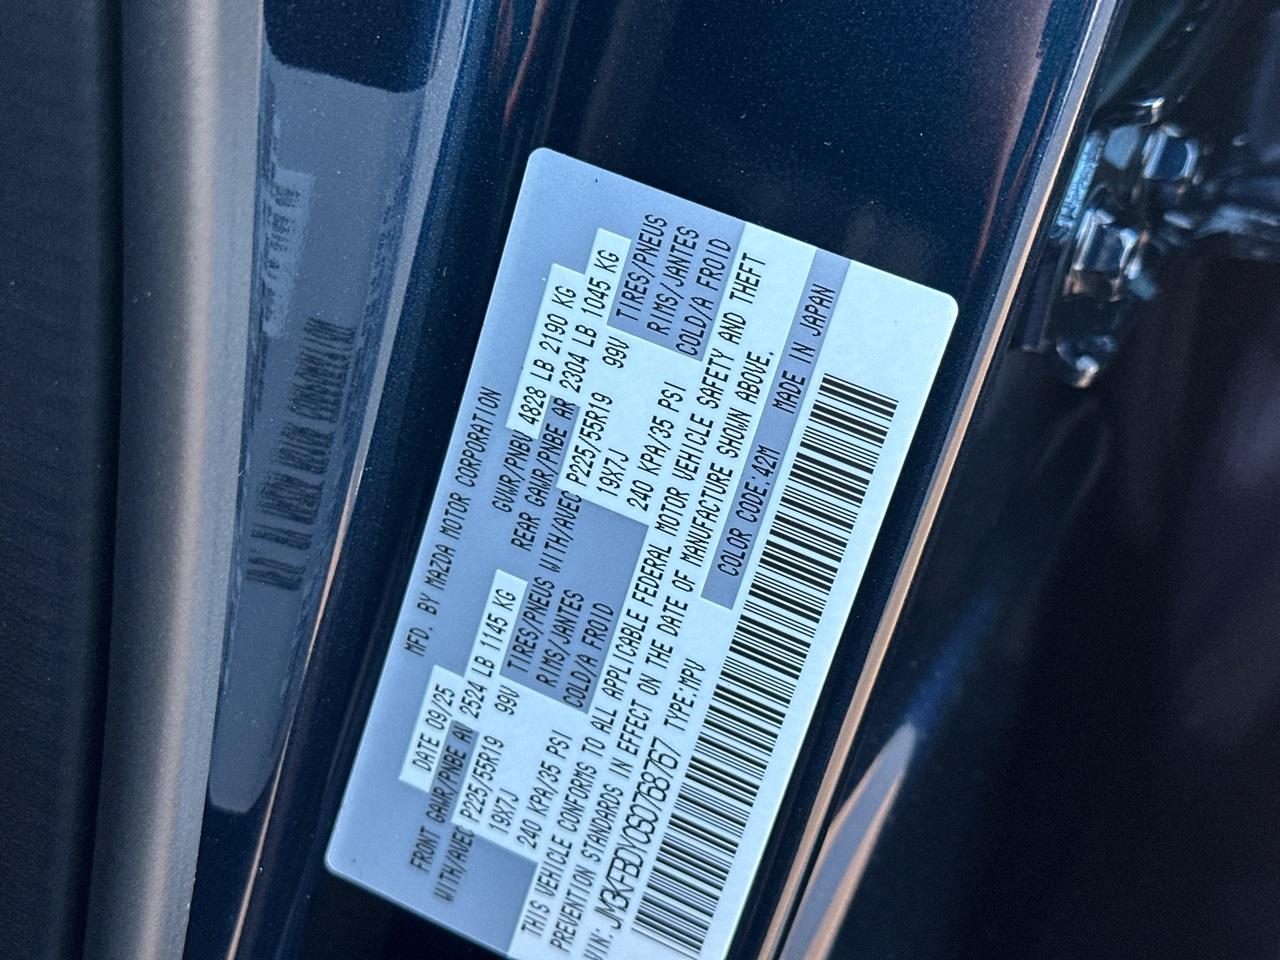 MFD. BY MAZDA MOTOR CORPORATION
DATE 09/25 GVWR/PNBV 4828 LB 2190 KG
FRONT GAWR/PNBE AV 2524 LB 1145 KG REAR GAWR/PNBE AR 2304 LB 1045 KG
WITH/AVEC P225/55R19 99V TIRES/PNEUS WITH/AVEC P225/55R19 99V TIRES/PNEUS
19X7J RIMS/JANTES 19X7J RIMS/JANTES
240 KPA/35 PSI COLD/A FROID 240 KPA/35 PSI COLD/A FROID
THIS VEHICLE CONFORMS TO ALL APPLICABLE FEDERAL MOTOR VEHICLE SAFETY AND THEFT
PREVENTION STANDARDS IN EFFECT ON THE DATE OF MANUFACTURE SHOWN ABOVE.
VIN: JM3KFBDY0S0768767 TYPE:MPV COLOR CODE:42M MADE IN JAPAN